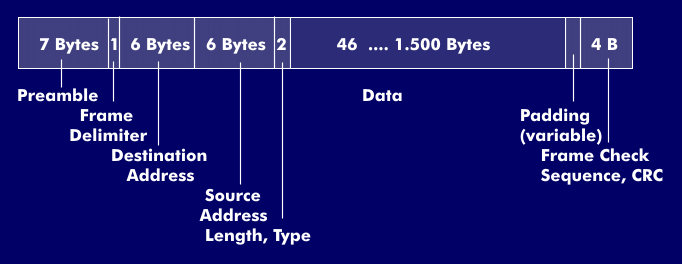 7 Bytes 1 6 Bytes 6 Bytes 2 46 .... 1.500 Bytes 4 B
Preamble
Frame
Delimiter
Destination
Address
Source
Address
Length, Type
Data
Padding
(variable)
Frame Check
Sequence, CRC